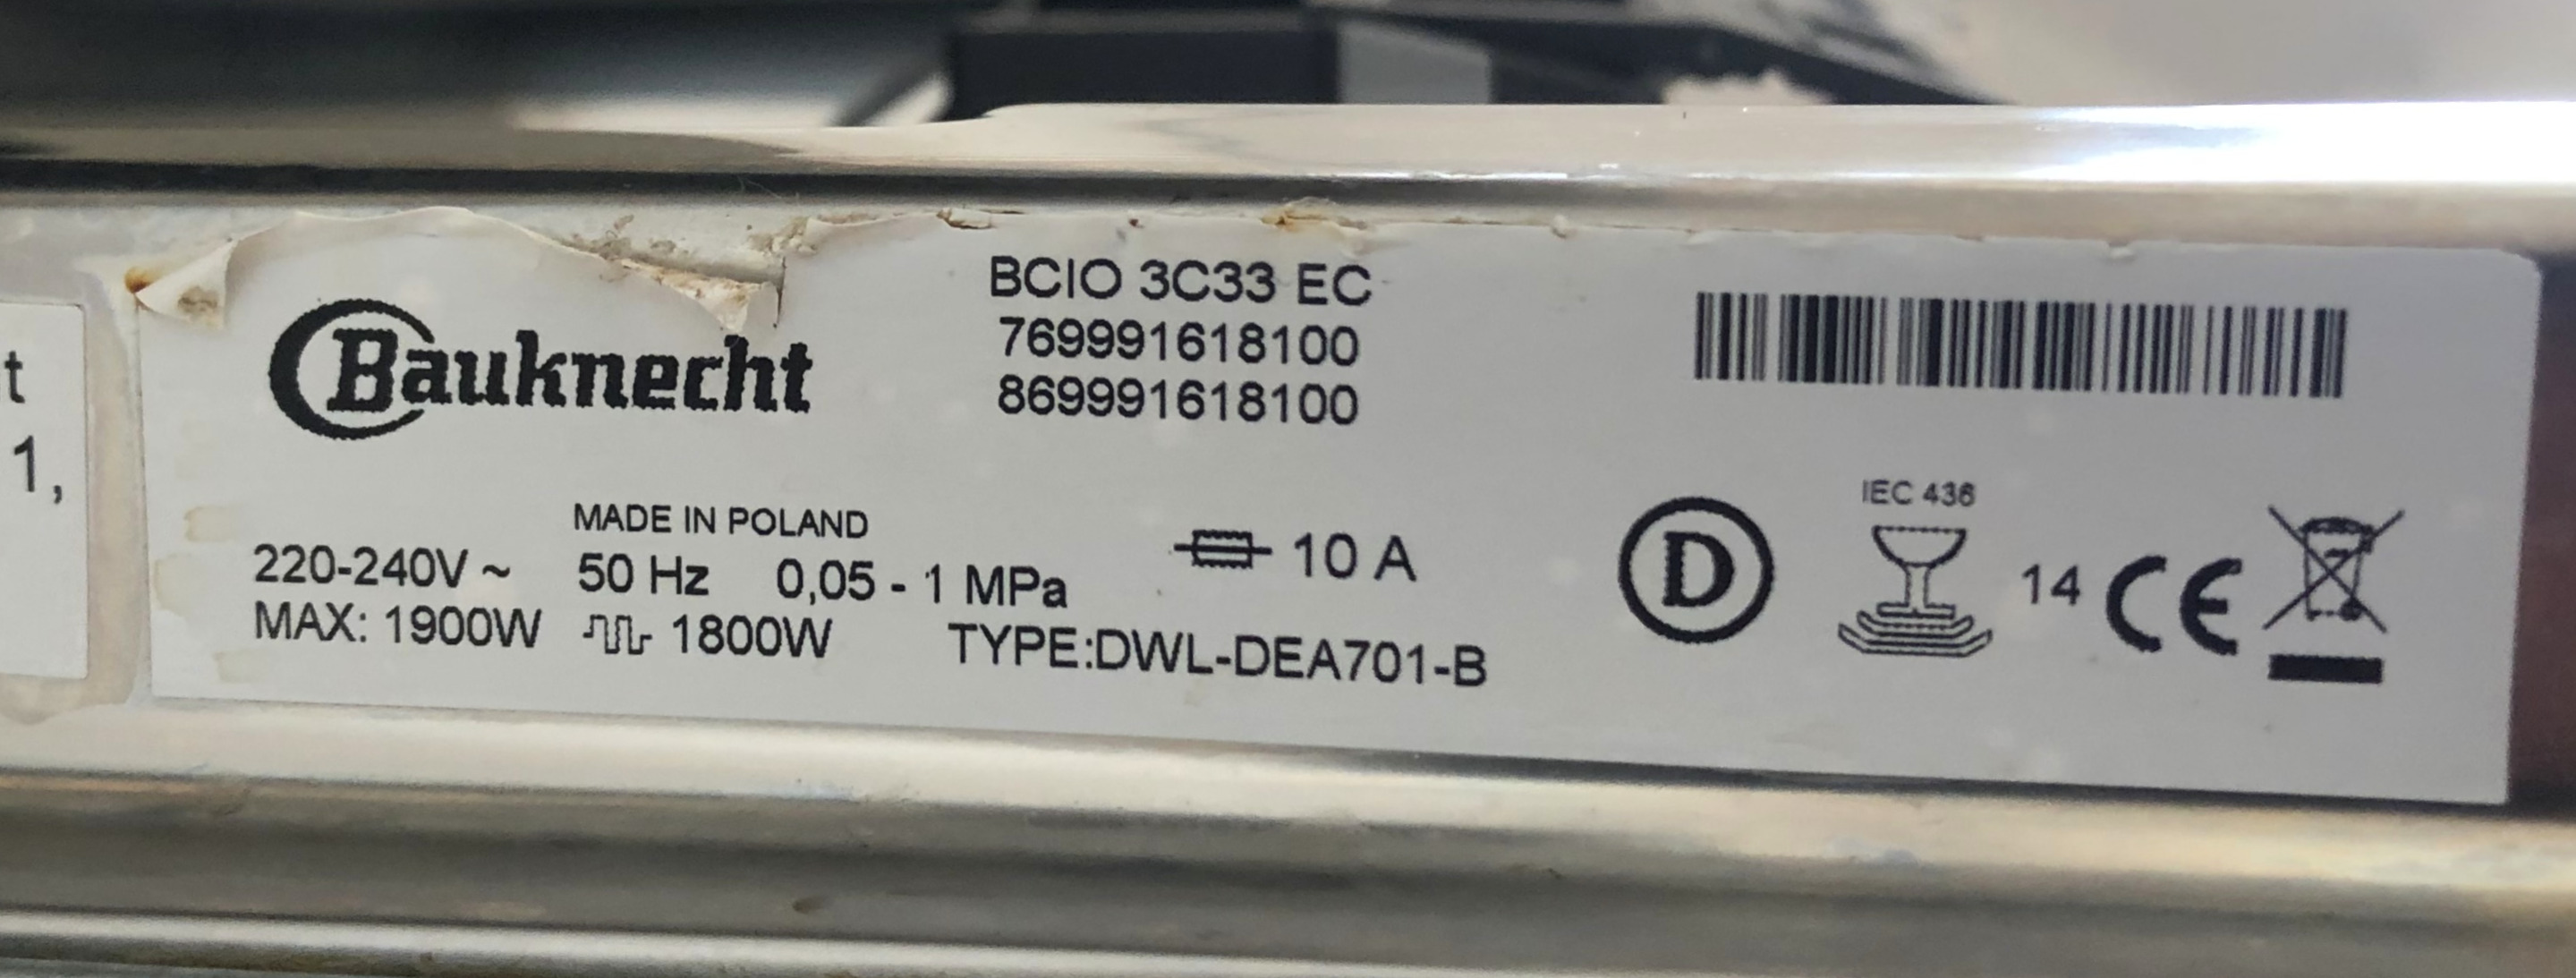 t
1,
Bauknecht
BCIO 3C33 EC
769991618100
869991618100
MADE IN POLAND
220-240V ~ 50 Hz 0,05 - 1 MPa 10 A
MAX: 1900W 1800W TYPE:DWL-DEA701-B
D
IEC 436
14 CE